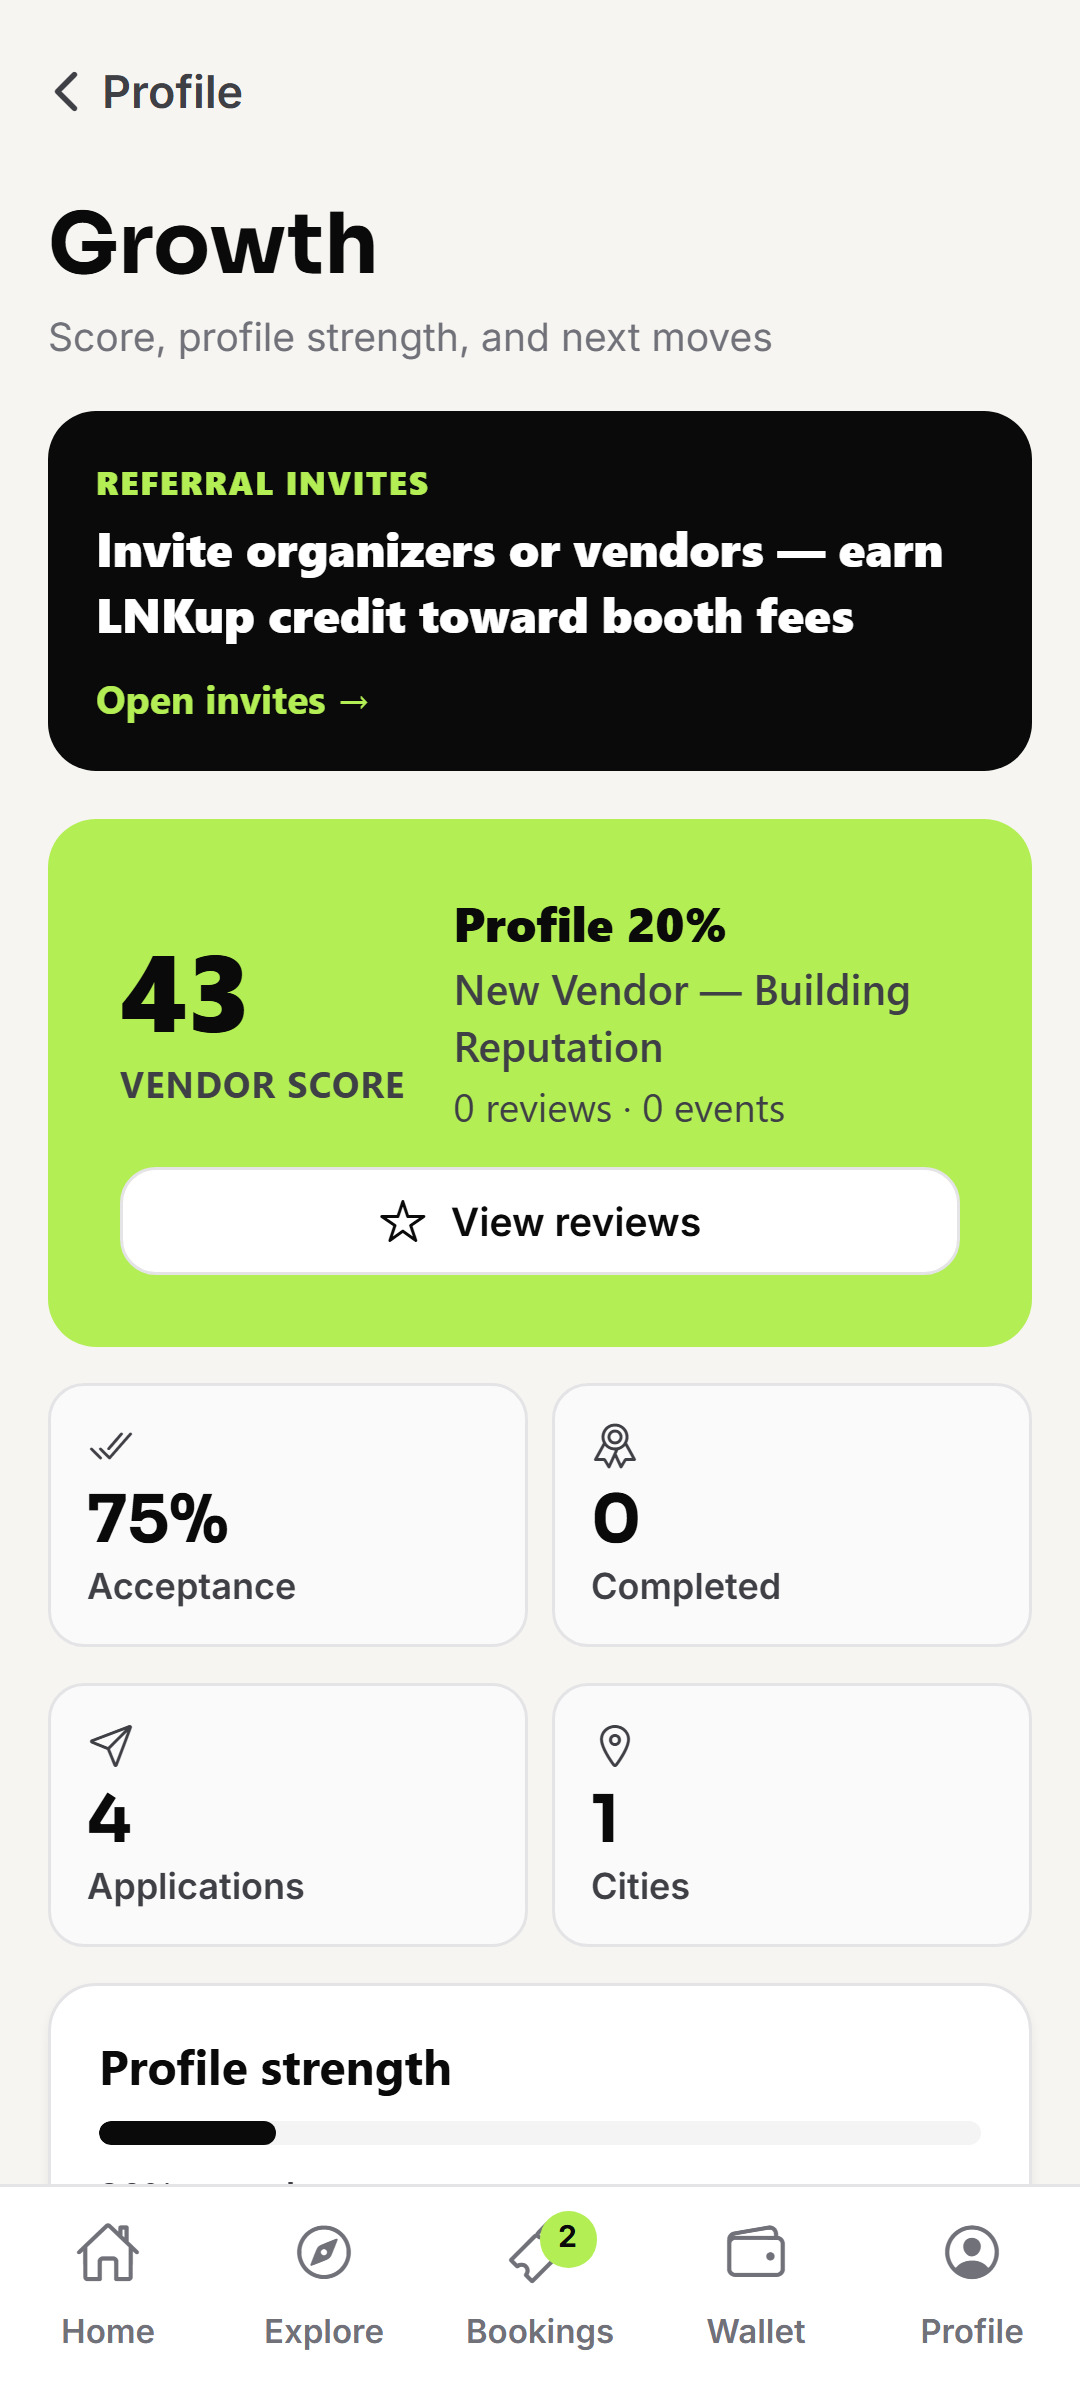 Profile
Growth
Score, profile strength, and next moves
REFERRAL INVITES
Invite organizers or vendors — earn
LNKup credit toward booth fees
Open invites →
43
VENDOR SCORE
Profile 20%
New Vendor — Building
Reputation
0 reviews · 0 events
View reviews
75%
Acceptance
0
Completed
4
Applications
1
Cities
Profile strength
2
Home
Explore
Bookings
Wallet
Profile